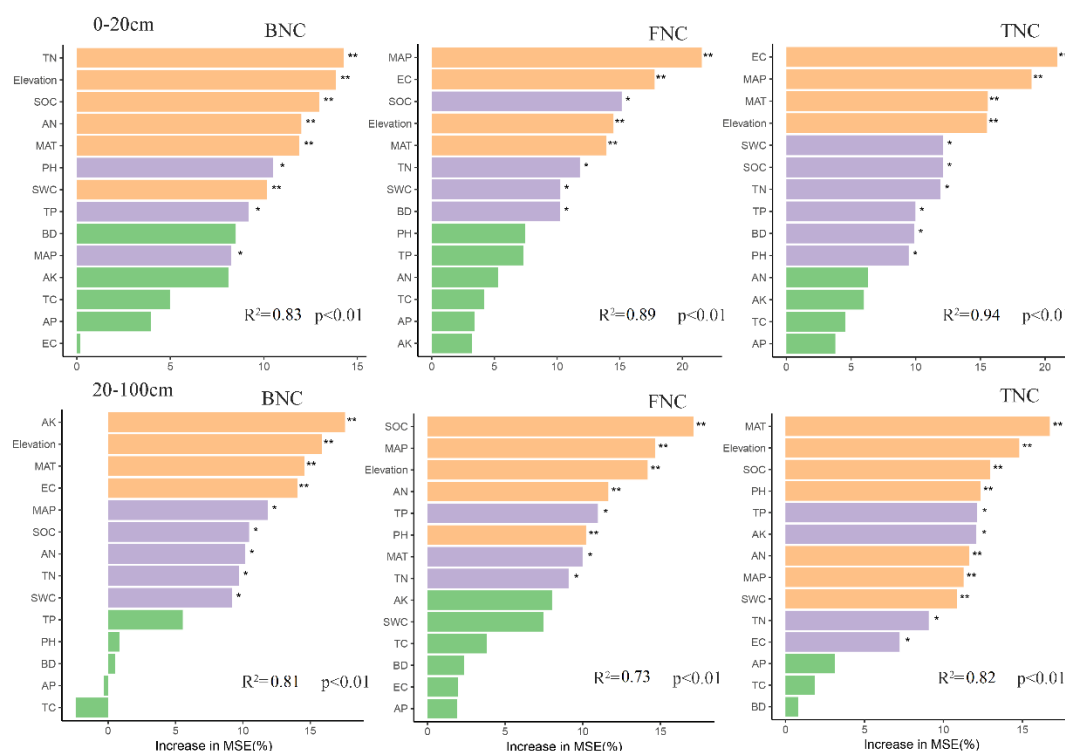 0-20cm
BNC
TN **
Elevation **
SOC **
AN **
MAT **
PH *
SWC **
TP *
BD
MAP *
AK
TC
AP
EC
R²=0.83 p<0.01
0 5 10 15
FNC
MAP **
EC **
SOC *
Elevation **
MAT **
TN *
SWC *
BD *
PH
TP
AN
TC
AP
AK
R²=0.89 p<0.01
0 5 10 15 20
TNC
EC **
MAP **
MAT **
Elevation **
SWC *
SOC *
TN *
TP *
BD *
PH *
AN
AK
TC
AP
R²=0.94 p<0.01
0 5 10 15 20
20-100cm
BNC
AK **
Elevation **
MAT **
EC **
MAP *
SOC *
AN *
TN *
SWC *
TP
PH
BD
AP
TC
R²=0.81 p<0.01
0 5 10 15
Increase in MSE(%)
FNC
SOC **
MAP **
Elevation **
AN **
TP *
PH **
MAT *
TN *
AK
SWC
TC
BD
EC
AP
R²=0.73 p<0.01
0 5 10 15
Increase in MSE(%)
TNC
MAT **
Elevation **
SOC **
PH **
TP *
AK *
AN **
MAP **
SWC **
TN *
EC *
AP
TC
BD
R²=0.82 p<0.01
0 5 10 15
Increase in MSE(%)